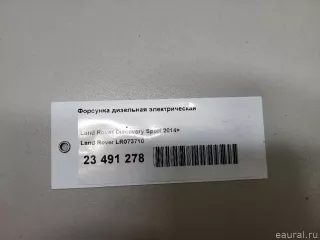 Форсунка дизельная электрическая
Land Rover Discovery Sport 2014>
Land Rover LR073710
23 491 278
eaural.ru